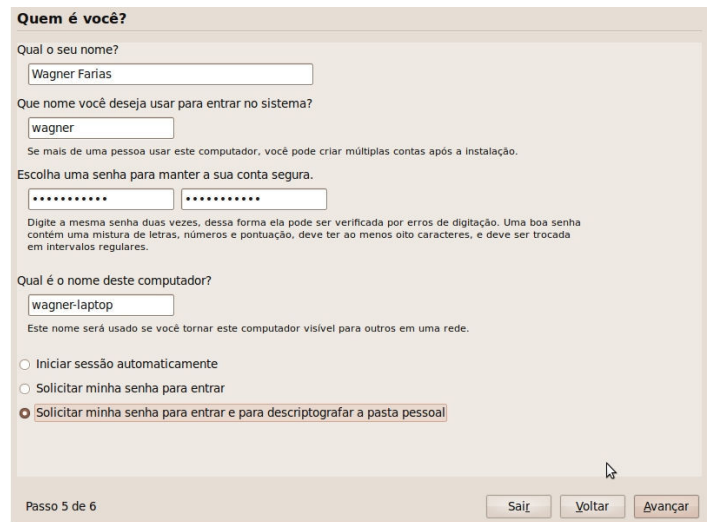 Quem é você?
Qual o seu nome?
Wagner Farias
Que nome você deseja usar para entrar no sistema?
wagner
Se mais de uma pessoa usar este computador, você pode criar múltiplas contas após a instalação.
Escolha uma senha para manter a sua conta segura.
••••••••••• •••••••••••
Digite a mesma senha duas vezes, dessa forma ela pode ser verificada por erros de digitação. Uma boa senha
contém uma mistura de letras, números e pontuação, deve ter ao menos oito caracteres, e deve ser trocada
em intervalos regulares.
Qual é o nome deste computador?
wagner-laptop
Este nome será usado se você tornar este computador visível para outros em uma rede.
Iniciar sessão automaticamente
Solicitar minha senha para entrar
Solicitar minha senha para entrar e para descriptografar a pasta pessoal
Passo 5 de 6 Sair Voltar Avançar